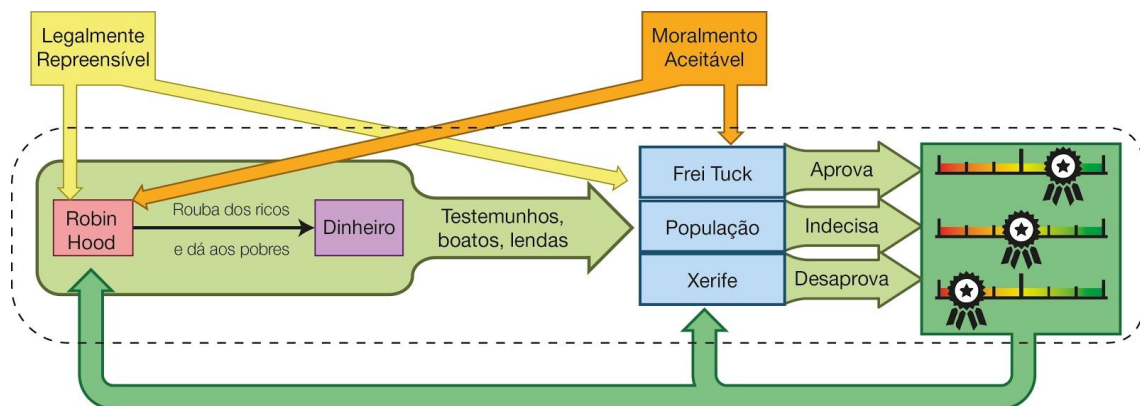 Legalmente
Repreensível
Moralmento
Aceitável
Robin
Hood
Rouba dos ricos
e dá aos pobres
Dinheiro
Testemunhos,
boatos, lendas
Frei Tuck
Aprova
População
Indecisa
Xerife
Desaprova